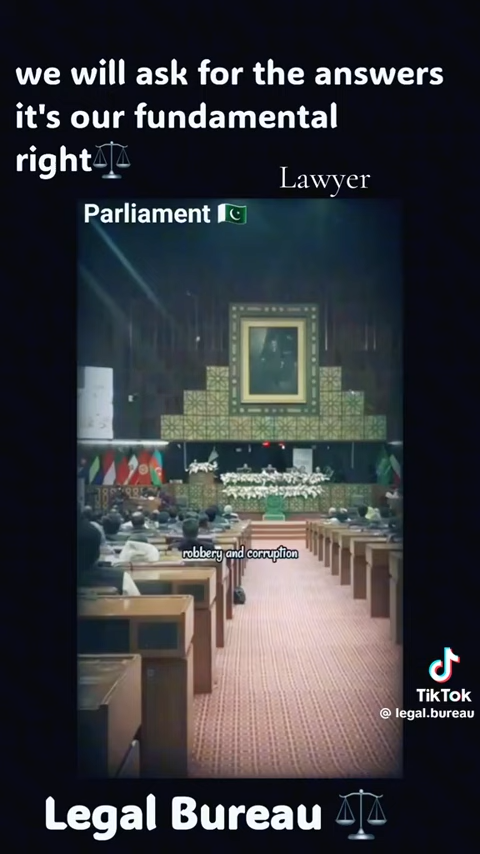 we will ask for the answers
it's our fundamental
right⚖️
Lawyer
Parliament 🇵🇰
robbery and corruption
TikTok
@ legal.bureau
Legal Bureau ⚖️